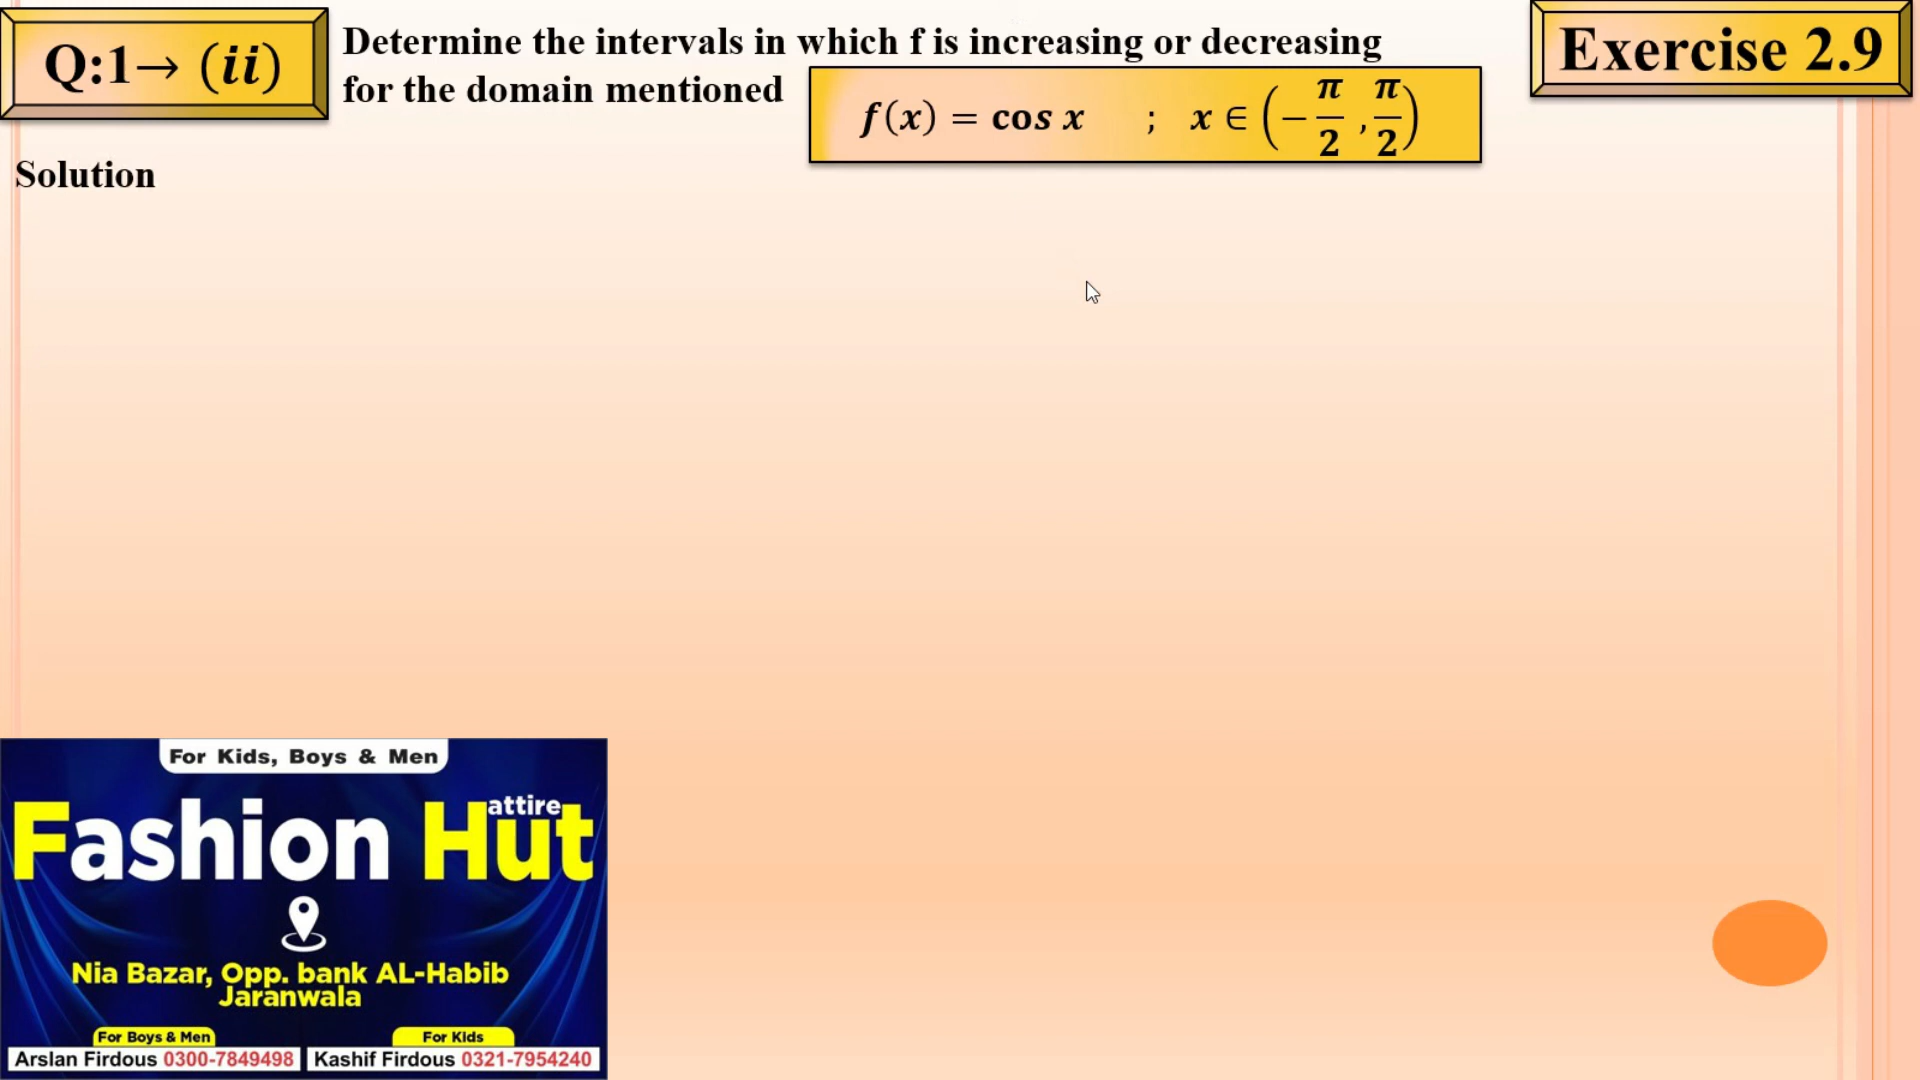 Q:1→ (ii)
Determine the intervals in which f is increasing or decreasing
for the domain mentioned
f(x) = cos x ; x ∈ (−π/2 , π/2)
Exercise 2.9
Solution
For Kids, Boys & Men
Fashion Hut
attire
Nia Bazar, Opp. bank AL-Habib
Jaranwala
For Boys & Men
Arslan Firdous 0300-7849498
For Kids
Kashif Firdous 0321-7954240